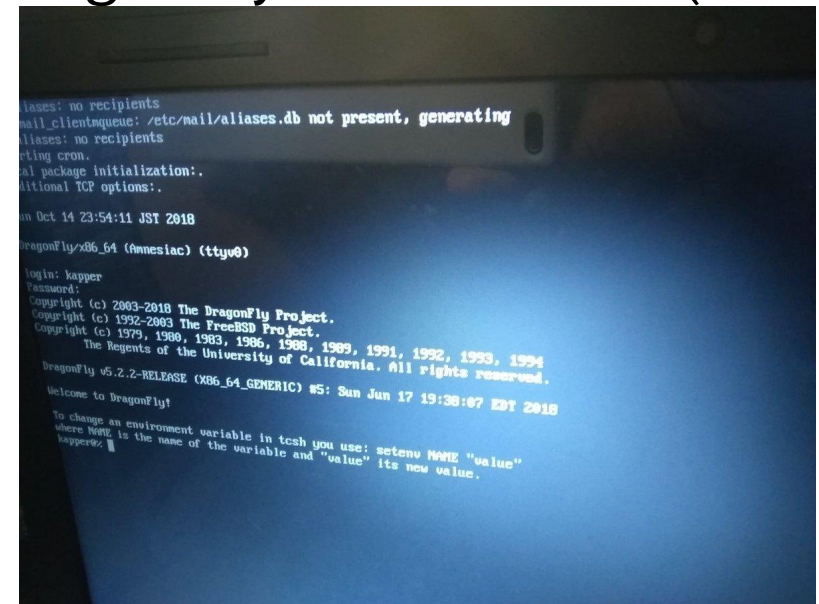 iases: no recipients
mail_clientmqueue: /etc/mail/aliases.db not present, generating
liases: no recipients
rting cron.
al package initialization:.
ditional TCP options:.
un Oct 14 23:54:11 JST 2018
DragonFly/x86_64 (Amnesiac) (ttyv0)
login: kapper
Password:
Copyright (c) 2003-2018 The DragonFly Project.
Copyright (c) 1992-2003 The FreeBSD Project.
Copyright (c) 1979, 1980, 1983, 1986, 1988, 1989, 1991, 1992, 1993, 1994
The Regents of the University of California. All rights reserved.
DragonFly v5.2.2-RELEASE (X86_64_GENERIC) #5: Sun Jun 17 19:38:07 EDT 2018
Welcome to DragonFly!
To change an environment variable in tcsh you use: setenv NAME "value"
where NAME is the name of the variable and "value" its new value.
kapper@%